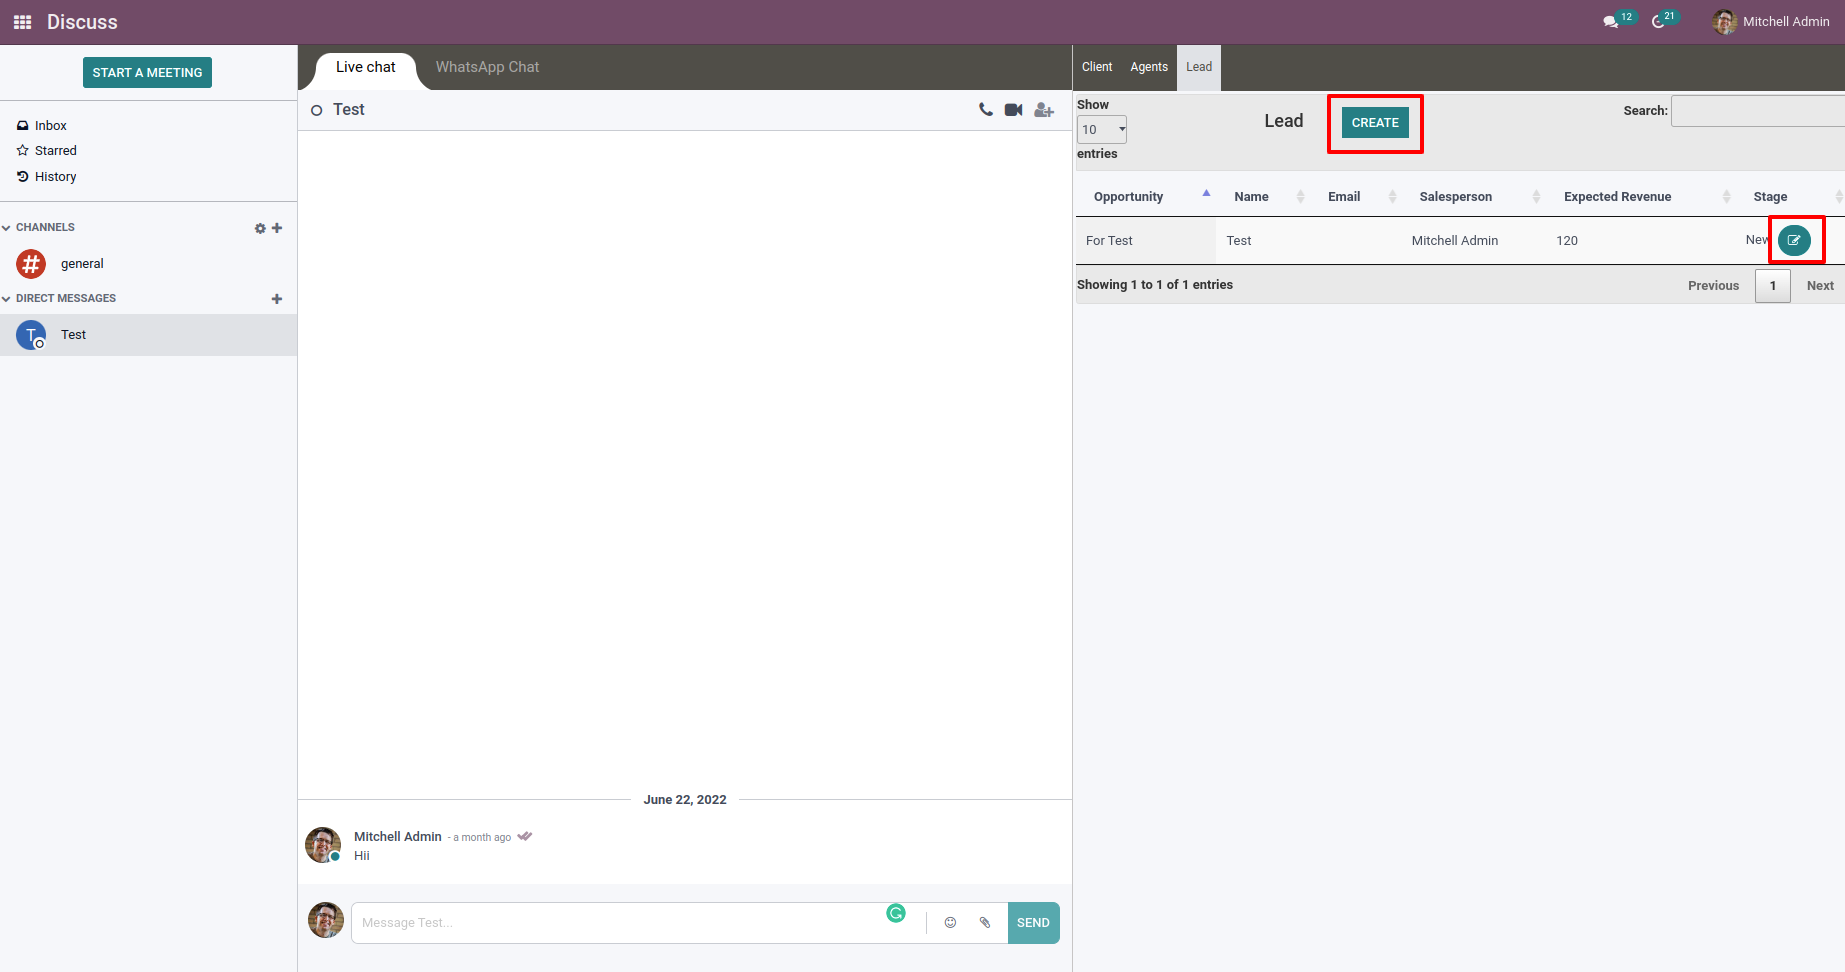 Discuss
12
21
Mitchell Admin
START A MEETING
Inbox
Starred
History
CHANNELS
general
DIRECT MESSAGES
T
Test
Live chat
WhatsApp Chat
Test
June 22, 2022
Mitchell Admin - a month ago
Hii
Message Test...
SEND
Client
Agents
Lead
Show
10
entries
Lead
CREATE
Search:
Opportunity Name Email Salesperson Expected Revenue Stage
For Test Test Mitchell Admin 120 New
Showing 1 to 1 of 1 entries
Previous 1 Next